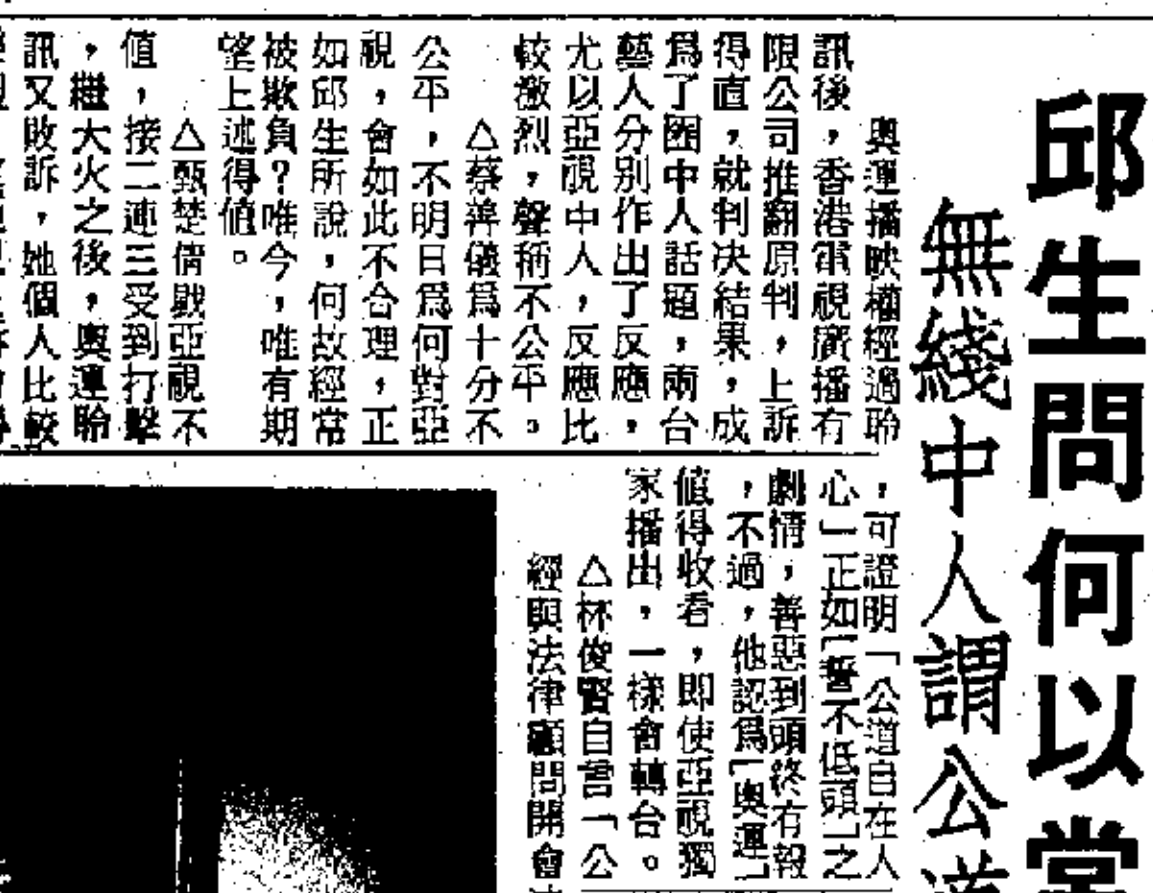 邱生問何以常
無綫中人謂公道
奧運播映權經過聆
訊後，香港電視廣播有
限公司推翻原判，上訴
得直，就判决結果，成
爲了圈中人話題，兩台
藝人分別作出了反應，
尤以亞視中人，反應比
較激烈，聲稱不公平。
△蔡濟儀爲十分不
公平，不明日爲何對亞
視，會如此不合理，正
如邱生所說，何故經常
被欺負？唯今，唯有期
望上述得值。
△甄楚倩戥亞視不
值，接二連三受到打擊
，繼大火之後，奧運聆
訊又敗訴，她個人比較
，可證明「公道自在人
心」正如「誓不低頭」之
劇情，善惡到頭終有報
，不過，他認爲「奧運」
值得收看，即使亞視獨
家播出，一樣會轉台。
△林俊賢自言「公
經與法律顧問開會